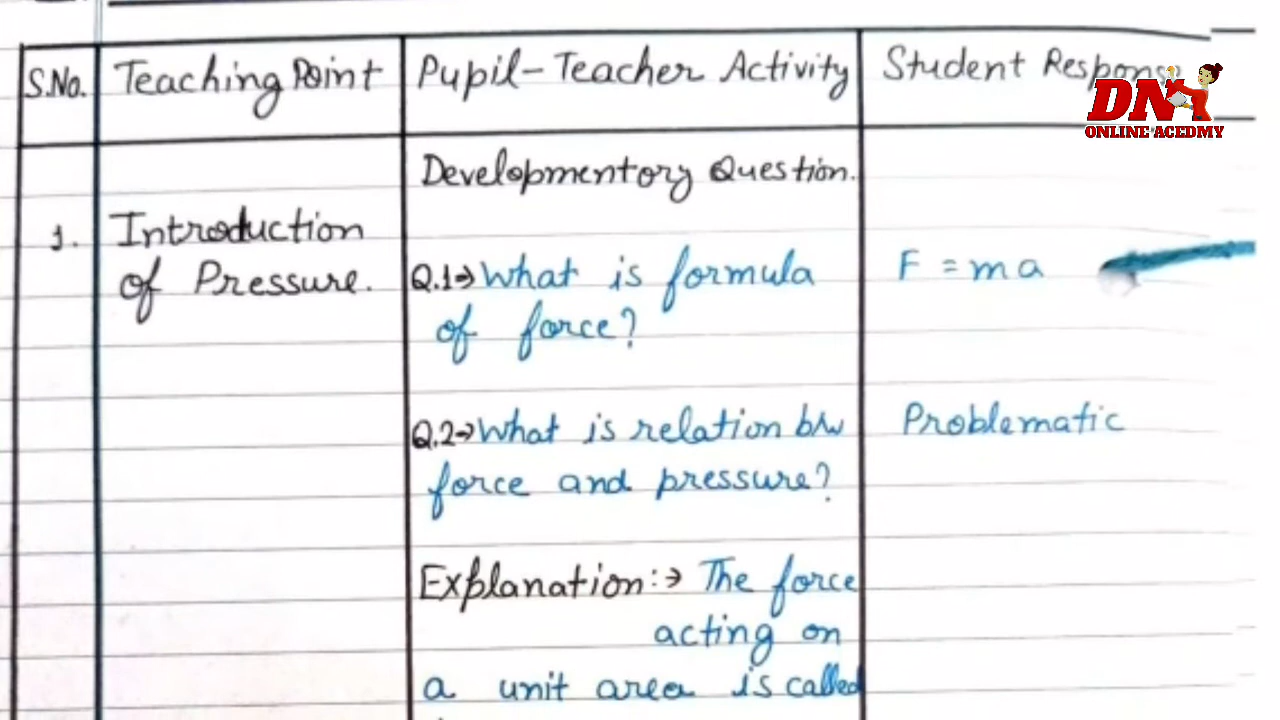 S.No. Teaching Point Pupil-Teacher Activity Student Respons
DN
ONLINE ACEDMY
Developmentory Question.
1. Introduction
of Pressure.
Q.1→ What is formula
of force?
F = ma
Q.2→ What is relation b/w
force and pressure?
Problematic
Explanation:→ The force
acting on
a unit area is called